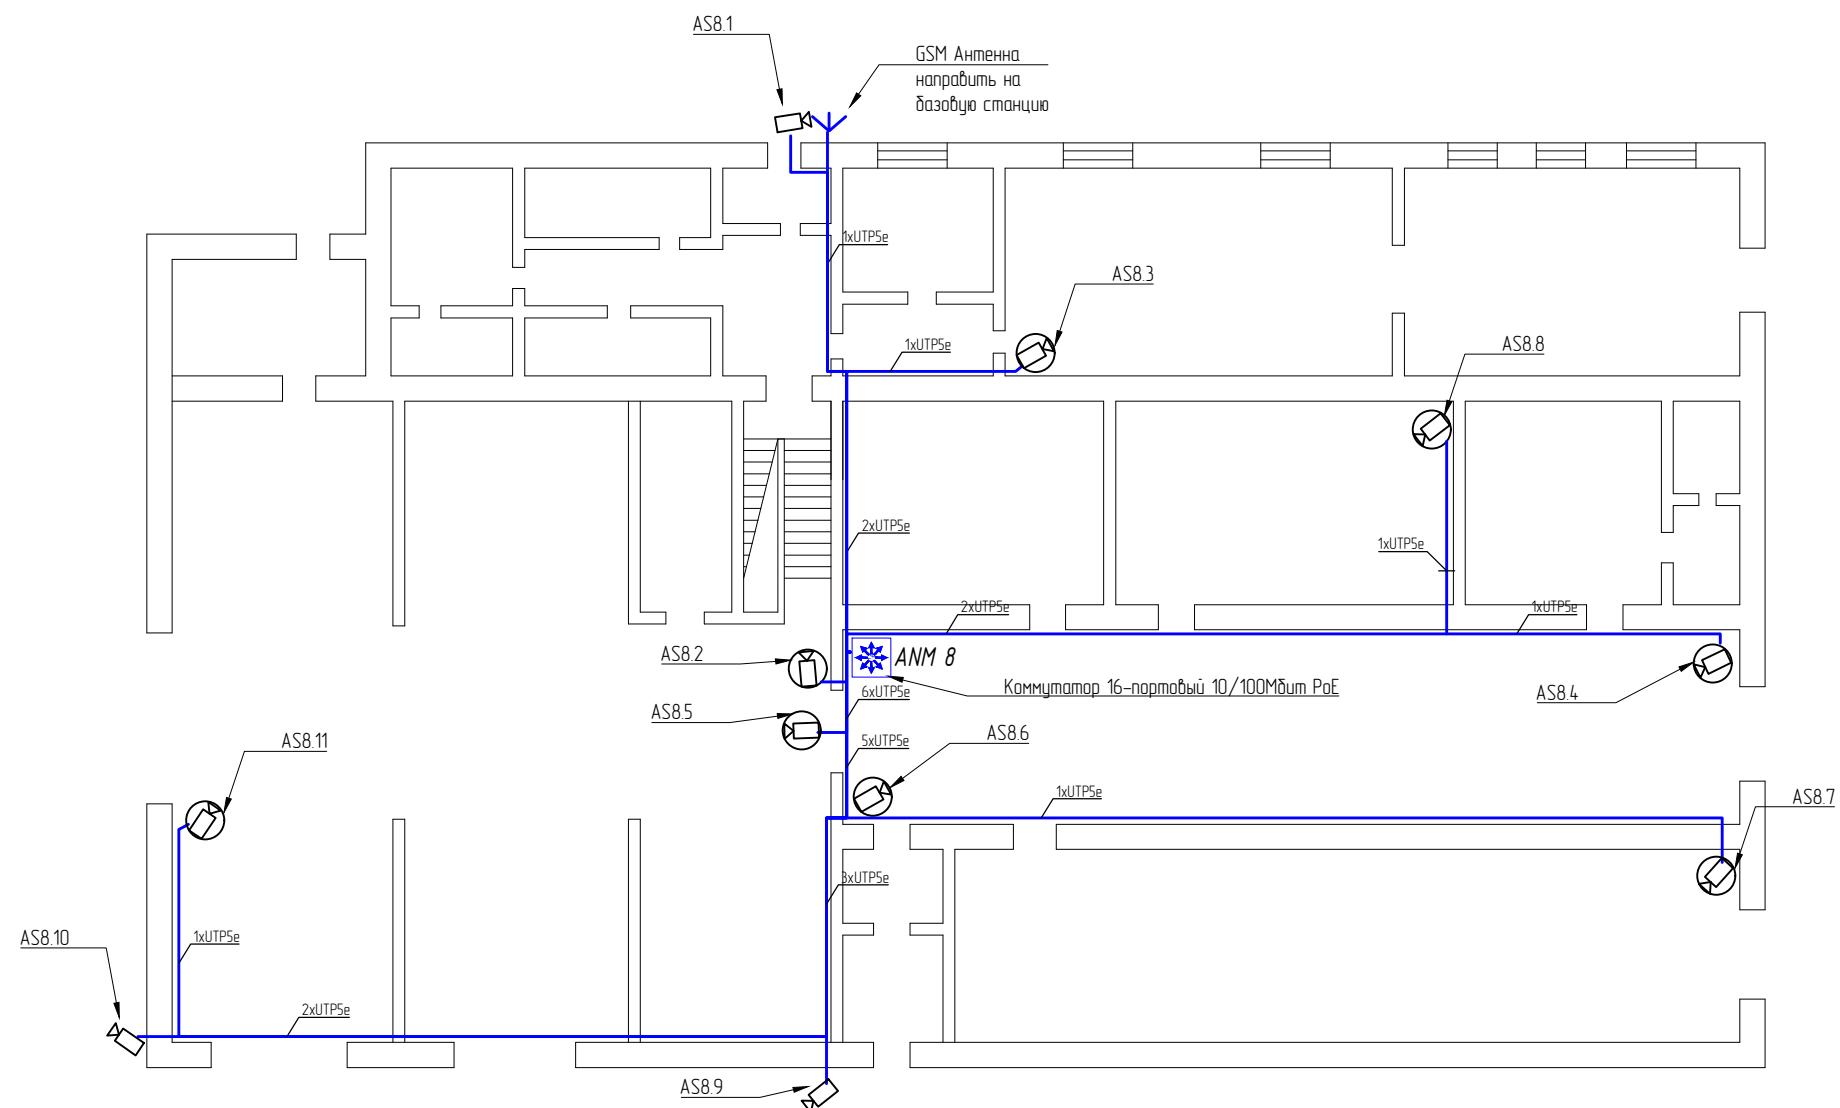 AS8.1
GSM Антенна
направить на
базовую станцию
1xUTP5e
AS8.3
1xUTP5e
AS8.8
2xUTP5e
1xUTP5e
2xUTP5e
1xUTP5e
AS8.2
ANM 8
6xUTP5e
Коммутатор 16-портовый 10/100Мбит PoE
AS8.4
AS8.5
AS8.11
5xUTP5e
AS8.6
1xUTP5e
AS8.7
3xUTP5e
AS8.10
1xUTP5e
2xUTP5e
AS8.9